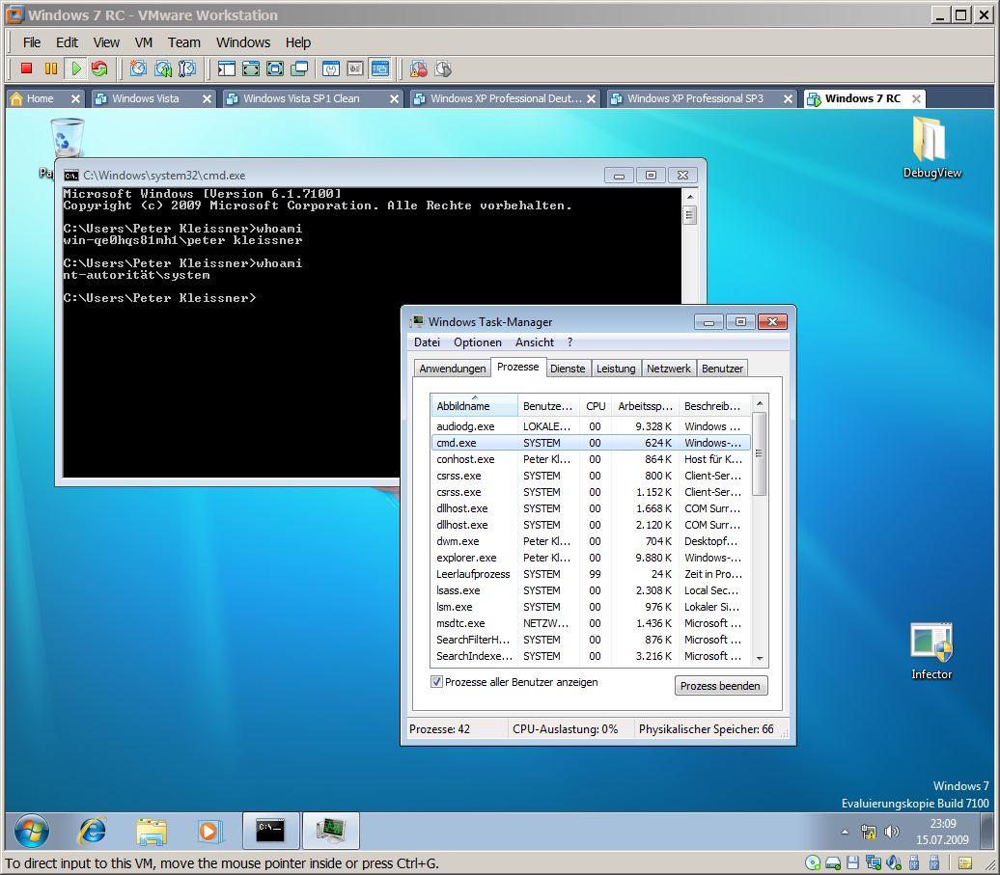 Windows 7 RC - VMware Workstation
File Edit View VM Team Windows Help
Home Windows Vista Windows Vista SP1 Clean Windows XP Professional Deut... Windows XP Professional SP3 Windows 7 RC
DebugView
C:\Windows\system32\cmd.exe
Microsoft Windows [Version 6.1.7100]
Copyright (c) 2009 Microsoft Corporation. Alle Rechte vorbehalten.
C:\Users\Peter Kleissner>whoami
win-qe0hqs81mh1\peter kleissner
C:\Users\Peter Kleissner>whoami
nt-autorität\system
C:\Users\Peter Kleissner>
Windows Task-Manager
Datei Optionen Ansicht ?
Anwendungen Prozesse Dienste Leistung Netzwerk Benutzer
Abbildname Benutze... CPU Arbeitssp... Beschreib...
audiodg.exe LOKALE... 00 9.328 K Windows ...
cmd.exe SYSTEM 00 624 K Windows-...
conhost.exe Peter Kl... 00 864 K Host für K...
csrss.exe SYSTEM 00 800 K Client-Ser...
csrss.exe SYSTEM 00 1.152 K Client-Ser...
dllhost.exe SYSTEM 00 1.668 K COM Surr...
dllhost.exe SYSTEM 00 2.120 K COM Surr...
dwm.exe Peter Kl... 00 704 K Desktopf...
explorer.exe Peter Kl... 00 9.880 K Windows-...
Leerlaufprozess SYSTEM 99 24 K Zeit in Pro...
lsass.exe SYSTEM 00 2.308 K Local Sec...
lsm.exe SYSTEM 00 976 K Lokaler Si...
msdtc.exe NETZW... 00 1.436 K Microsoft ...
SearchFilterH... SYSTEM 00 876 K Microsoft ...
SearchIndexe... SYSTEM 00 3.216 K Microsoft ...
Prozesse aller Benutzer anzeigen
Prozess beenden
Prozesse: 42 CPU-Auslastung: 0% Physikalischer Speicher: 66
Infector
Windows 7
Evaluierungskopie Build 7100
23:09
15.07.2009
To direct input to this VM, move the mouse pointer inside or press Ctrl+G.